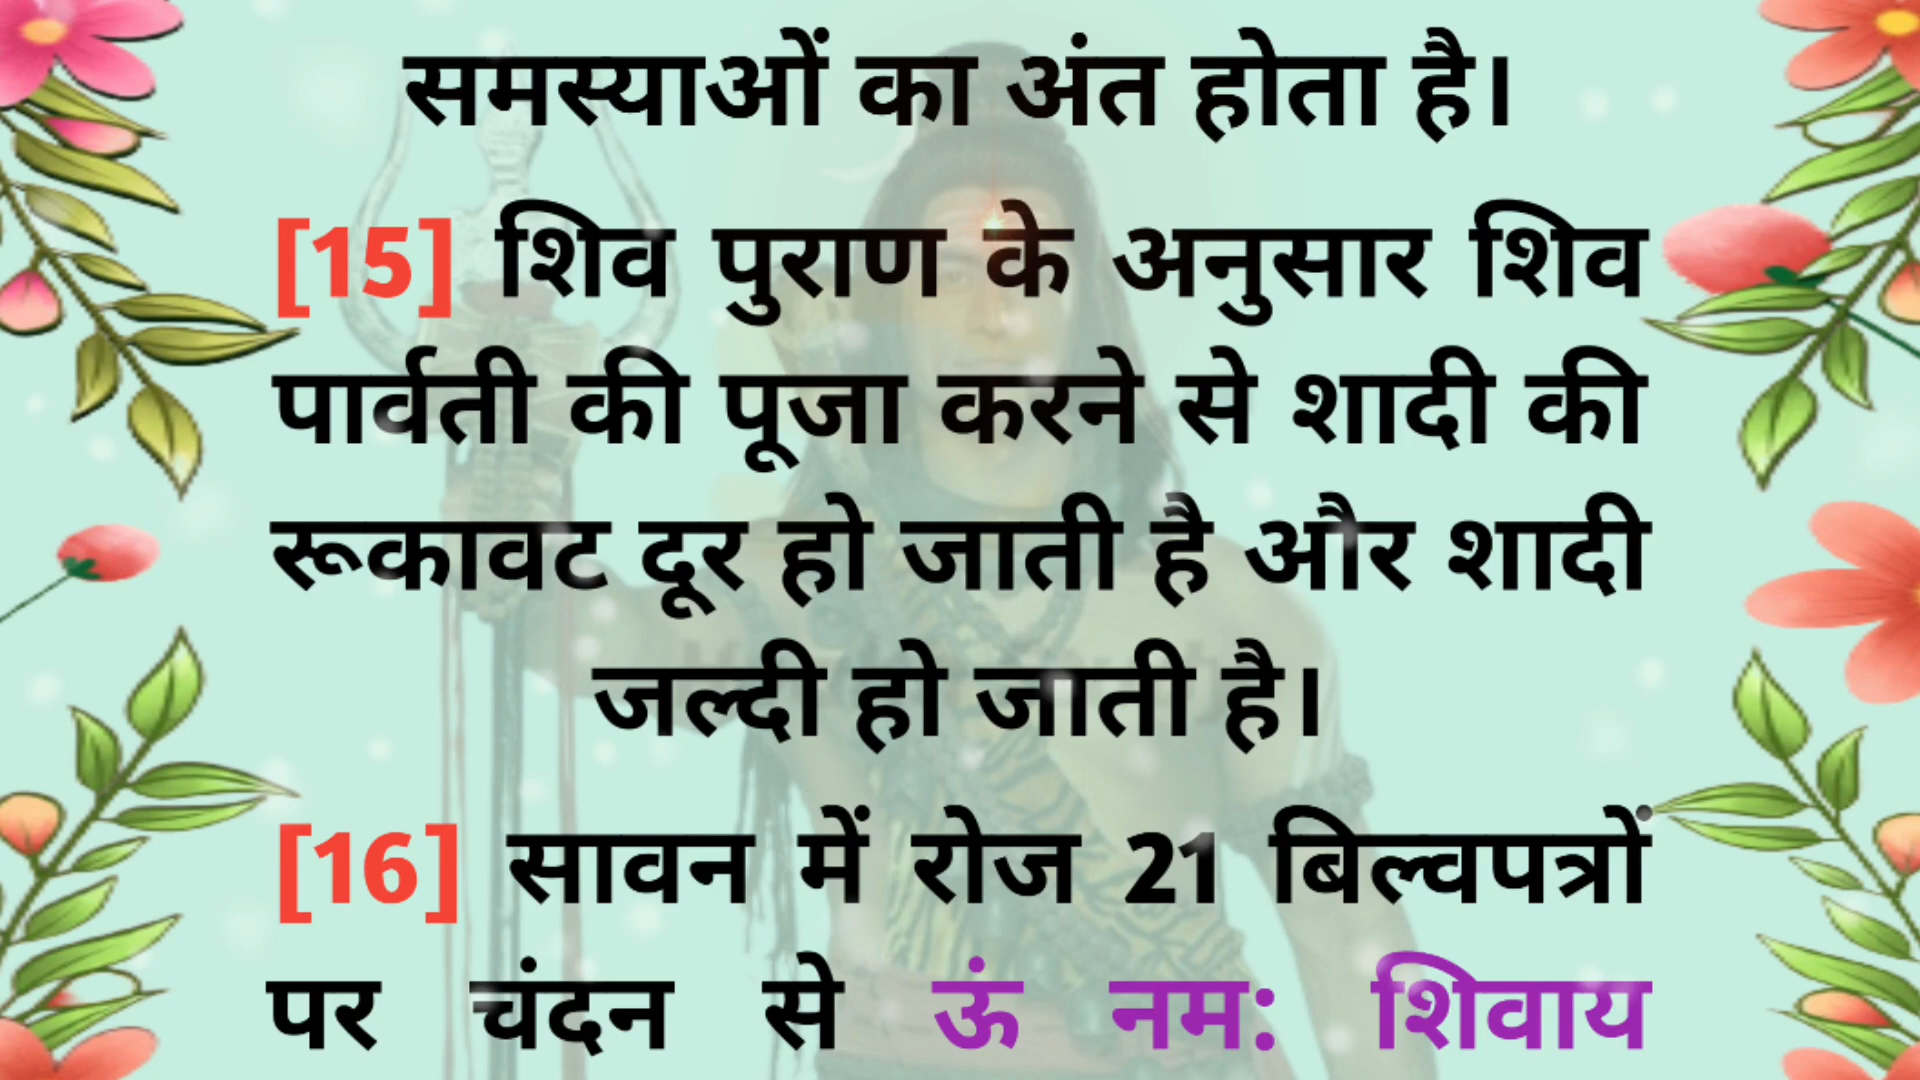 समस्याओं का अंत होता है।
[15] शिव पुराण के अनुसार शिव
पार्वती की पूजा करने से शादी की
रूकावट दूर हो जाती है और शादी
जल्दी हो जाती है।
[16] सावन में रोज 21 बिल्वपत्रों
पर चंदन से ऊं नम: शिवाय